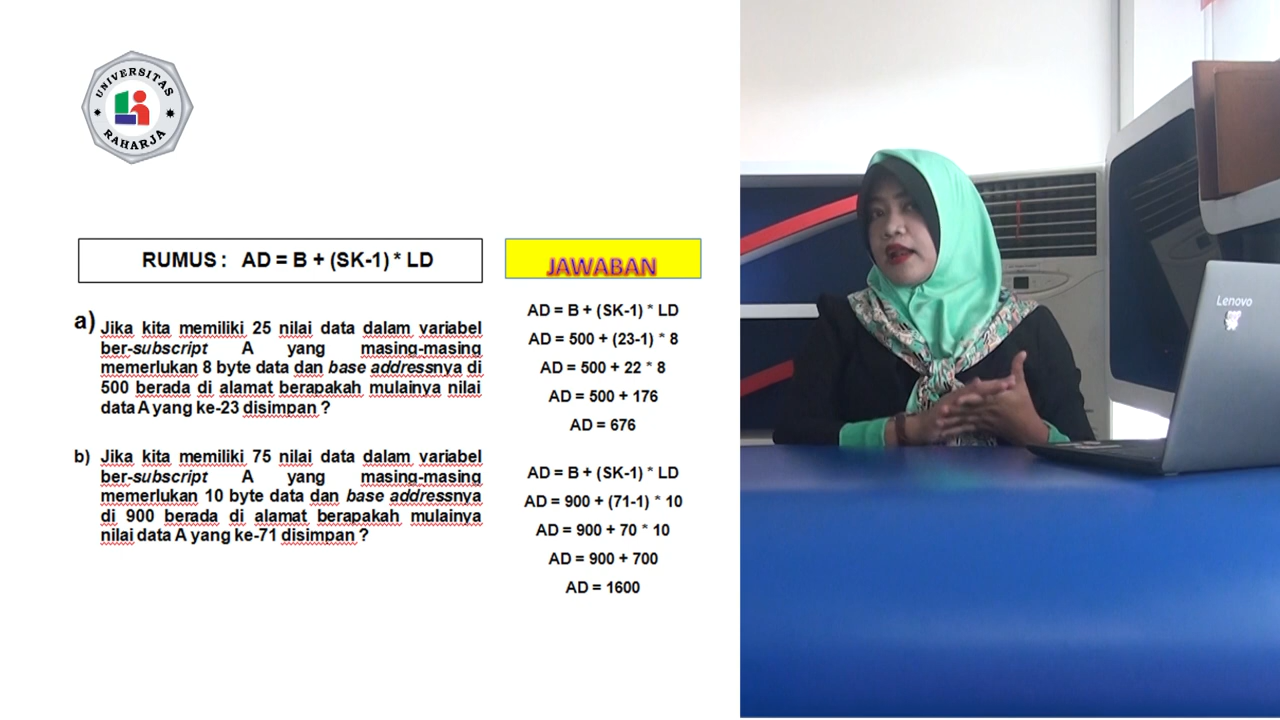 UNIVERSITAS
RAHARJA
RUMUS : AD = B + (SK-1) * LD
a) Jika kita memiliki 25 nilai data dalam variabel
ber-subscript A yang masing-masing
memerlukan 8 byte data dan base addressnya di
500 berada di alamat berapakah mulainya nilai
data A yang ke-23 disimpan ?
b) Jika kita memiliki 75 nilai data dalam variabel
ber-subscript A yang masing-masing
memerlukan 10 byte data dan base addressnya
di 900 berada di alamat berapakah mulainya
nilai data A yang ke-71 disimpan ?
JAWABAN
AD = B + (SK-1) * LD
AD = 500 + (23-1) * 8
AD = 500 + 22 * 8
AD = 500 + 176
AD = 676
AD = B + (SK-1) * LD
AD = 900 + (71-1) * 10
AD = 900 + 70 * 10
AD = 900 + 700
AD = 1600
Lenovo